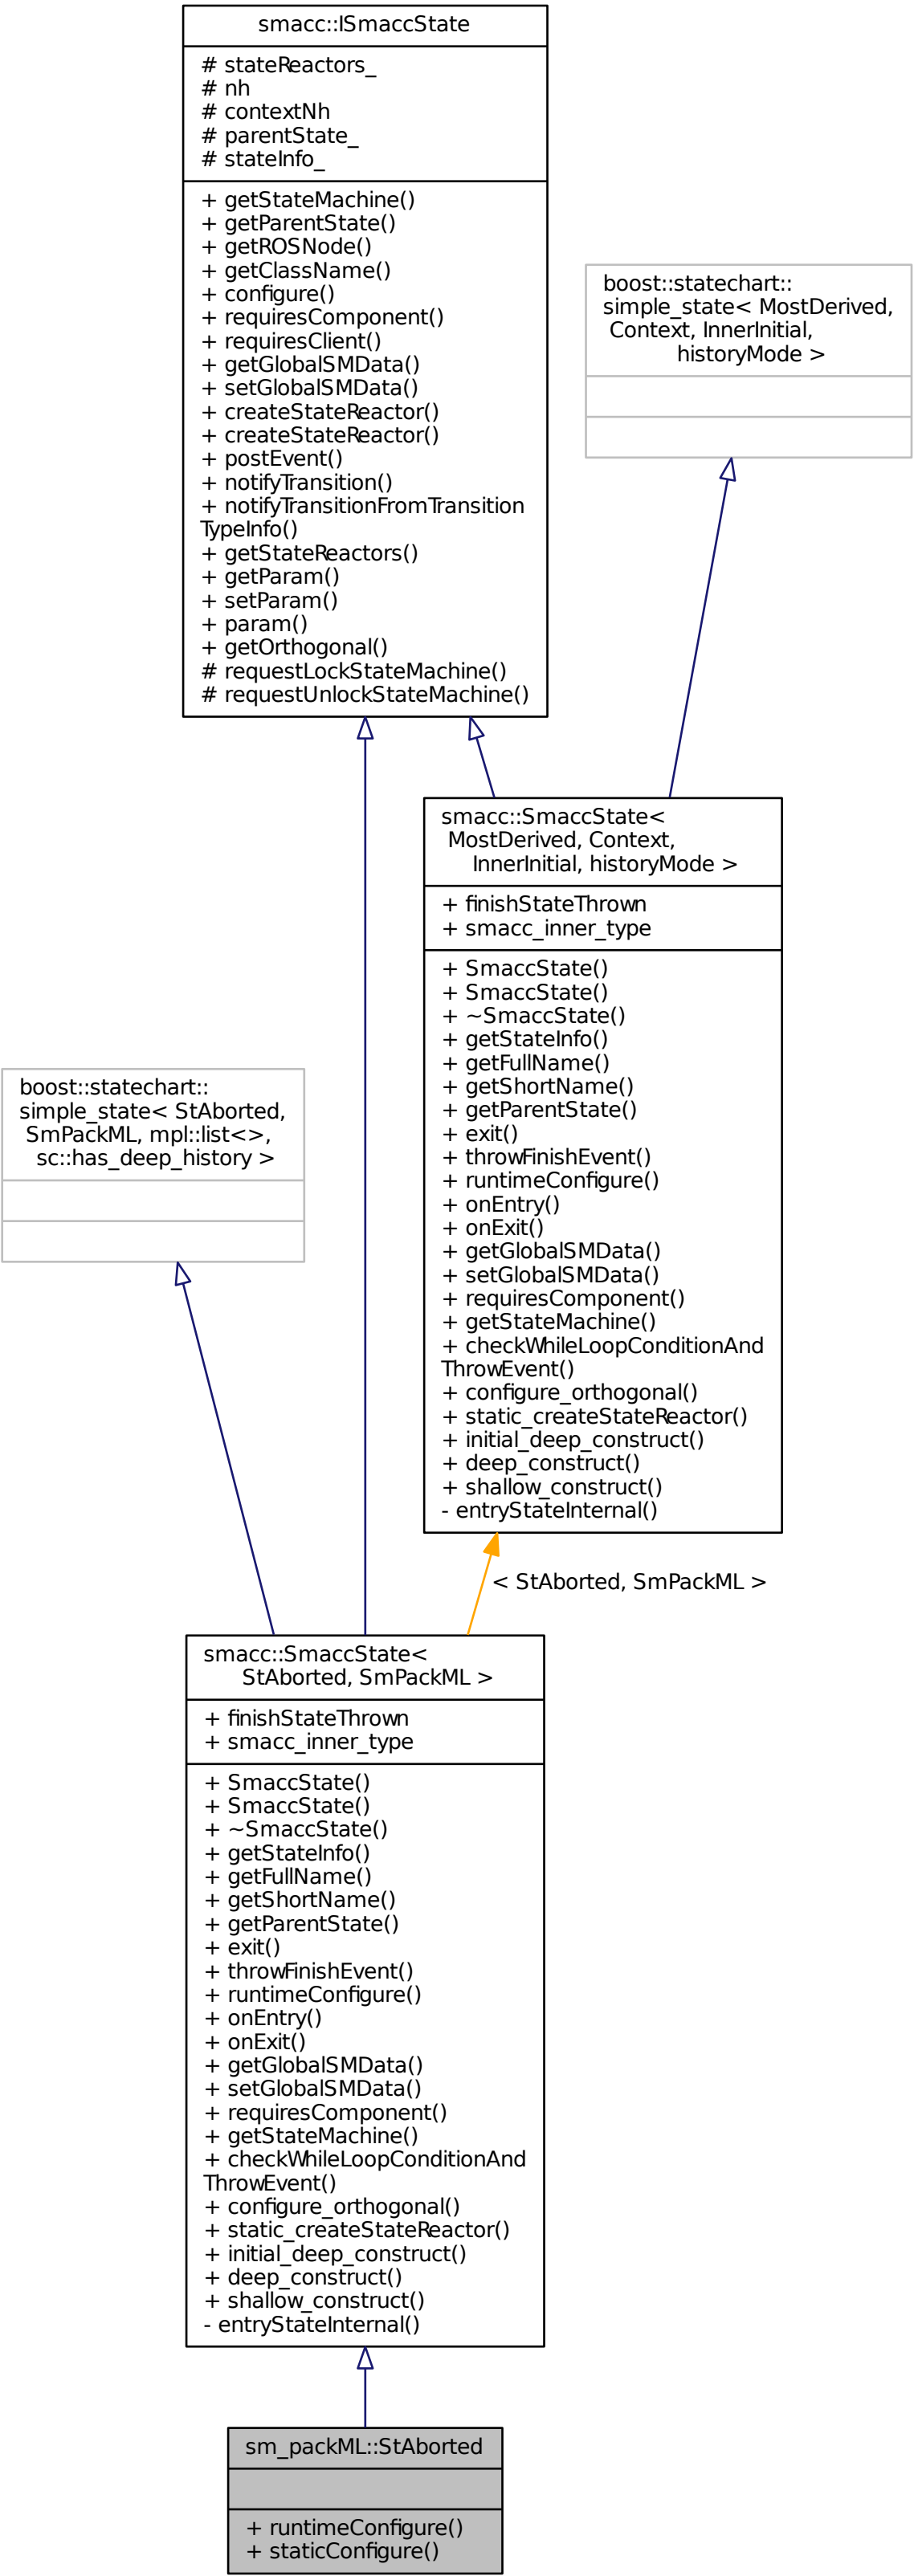 smacc::ISmaccState
# stateReactors_
# nh
# contextNh
# parentState_
# stateInfo_
+ getStateMachine()
+ getParentState()
+ getROSNode()
+ getClassName()
+ configure()
+ requiresComponent()
+ requiresClient()
+ getGlobalSMData()
+ setGlobalSMData()
+ createStateReactor()
+ createStateReactor()
+ postEvent()
+ notifyTransition()
+ notifyTransitionFromTransition
TypeInfo()
+ getStateReactors()
+ getParam()
+ setParam()
+ param()
+ getOrthogonal()
# requestLockStateMachine()
# requestUnlockStateMachine()
boost::statechart::
simple_state< MostDerived,
Context, InnerInitial,
historyMode >
smacc::SmaccState<
MostDerived, Context,
InnerInitial, historyMode >
+ finishStateThrown
+ smacc_inner_type
+ SmaccState()
+ SmaccState()
+ ~SmaccState()
+ getStateInfo()
+ getFullName()
+ getShortName()
+ getParentState()
+ exit()
+ throwFinishEvent()
+ runtimeConfigure()
+ onEntry()
+ onExit()
+ getGlobalSMData()
+ setGlobalSMData()
+ requiresComponent()
+ getStateMachine()
+ checkWhileLoopConditionAnd
ThrowEvent()
+ configure_orthogonal()
+ static_createStateReactor()
+ initial_deep_construct()
+ deep_construct()
+ shallow_construct()
- entryStateInternal()
boost::statechart::
simple_state< StAborted,
SmPackML, mpl::list<>,
sc::has_deep_history >
< StAborted, SmPackML >
smacc::SmaccState<
StAborted, SmPackML >
+ finishStateThrown
+ smacc_inner_type
+ SmaccState()
+ SmaccState()
+ ~SmaccState()
+ getStateInfo()
+ getFullName()
+ getShortName()
+ getParentState()
+ exit()
+ throwFinishEvent()
+ runtimeConfigure()
+ onEntry()
+ onExit()
+ getGlobalSMData()
+ setGlobalSMData()
+ requiresComponent()
+ getStateMachine()
+ checkWhileLoopConditionAnd
ThrowEvent()
+ configure_orthogonal()
+ static_createStateReactor()
+ initial_deep_construct()
+ deep_construct()
+ shallow_construct()
- entryStateInternal()
sm_packML::StAborted
+ runtimeConfigure()
+ staticConfigure()